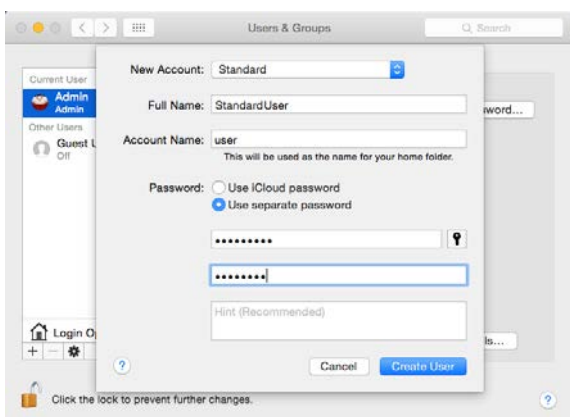 Users & Groups
Search
Current User
Admin
Admin
Other Users
Guest U
Off
Login Op
New Account: Standard
Full Name: StandardUser
Account Name: user
This will be used as the name for your home folder.
Password: Use iCloud password
Use separate password
•••••••••
••••••••
Hint (Recommended)
? Cancel Create User
word...
ls...
+ −
Click the lock to prevent further changes.
?